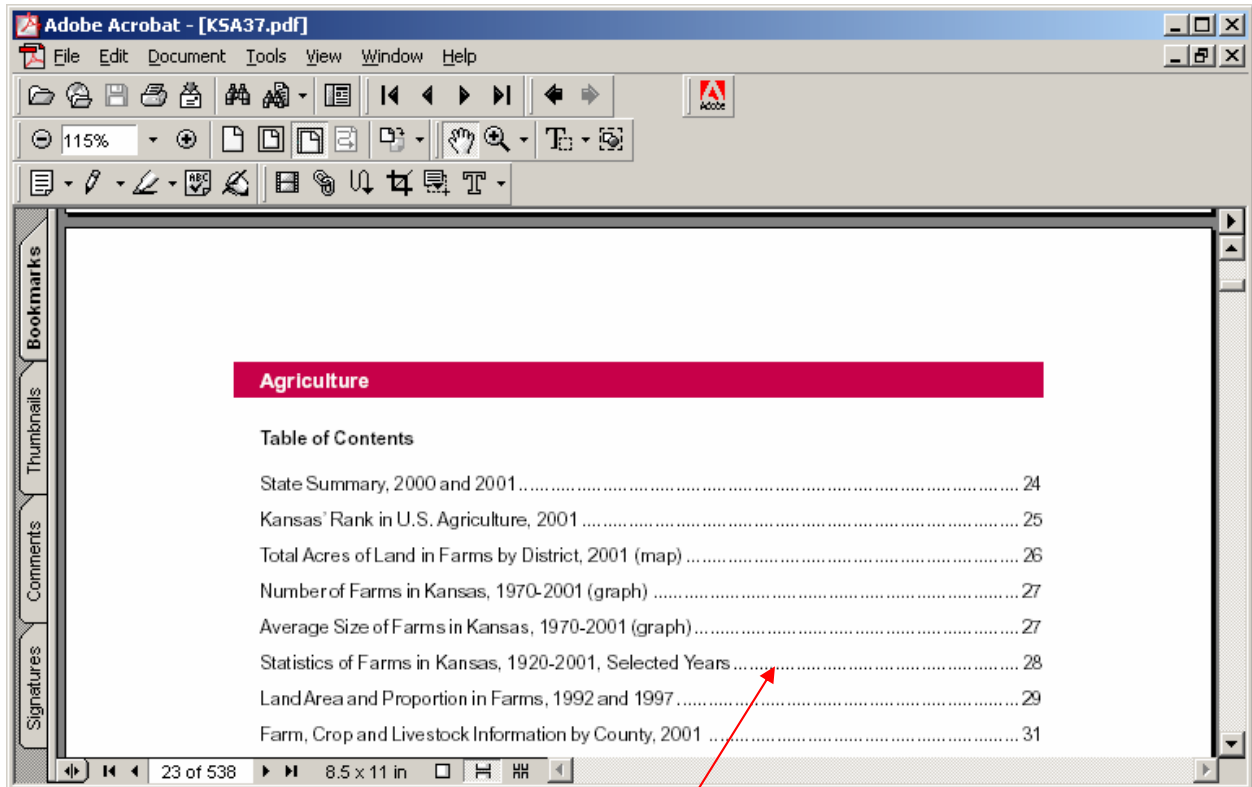 Adobe Acrobat - [KSA37.pdf]
File Edit Document Tools View Window Help
Adobe
115%
ABC
Bookmarks
Thumbnails
Comments
Signatures
Agriculture
Table of Contents
State Summary, 2000 and 2001 ........ 24
Kansas' Rank in U.S. Agriculture, 2001 ........ 25
Total Acres of Land in Farms by District, 2001 (map) ........ 26
Number of Farms in Kansas, 1970-2001 (graph) ........ 27
Average Size of Farms in Kansas, 1970-2001 (graph) ........ 27
Statistics of Farms in Kansas, 1920-2001, Selected Years ........ 28
Land Area and Proportion in Farms, 1992 and 1997 ........ 29
Farm, Crop and Livestock Information by County, 2001 ........ 31
23 of 538 8.5 x 11 in